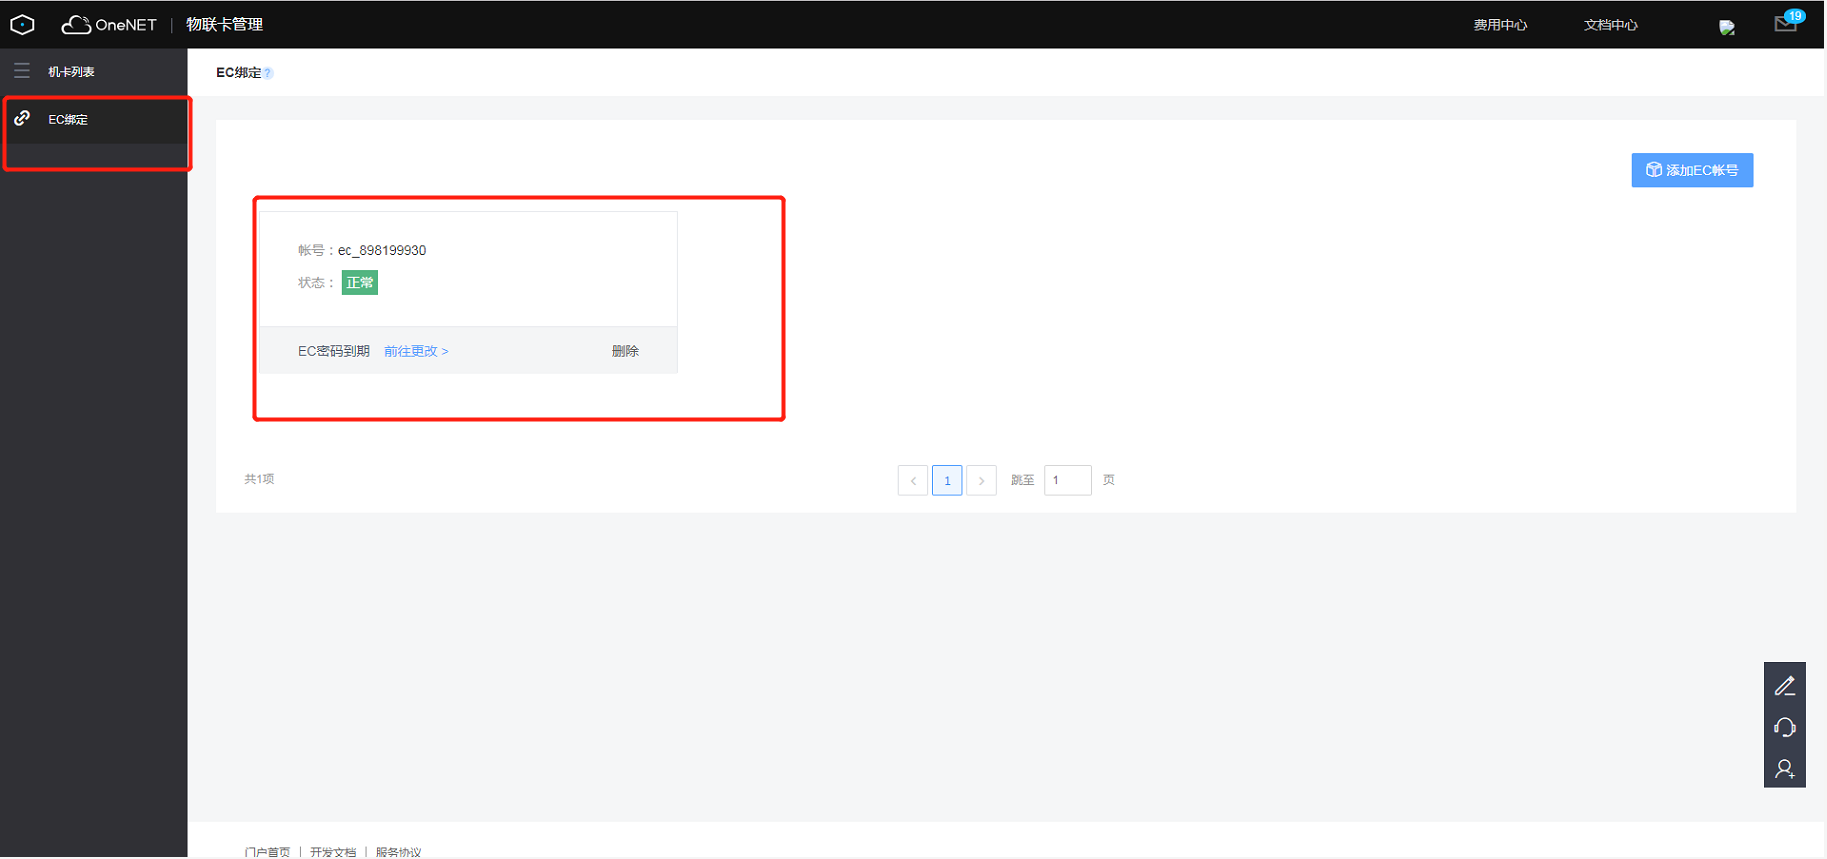 OneNET | 物联卡管理 费用中心 文档中心 19
机卡列表
EC绑定
EC绑定?
添加EC帐号
帐号：ec_898199930
状态： 正常
EC密码到期 前往更改 > 删除
共1项 < 1 > 跳至 1 页
门户首页 | 开发文档 | 服务协议